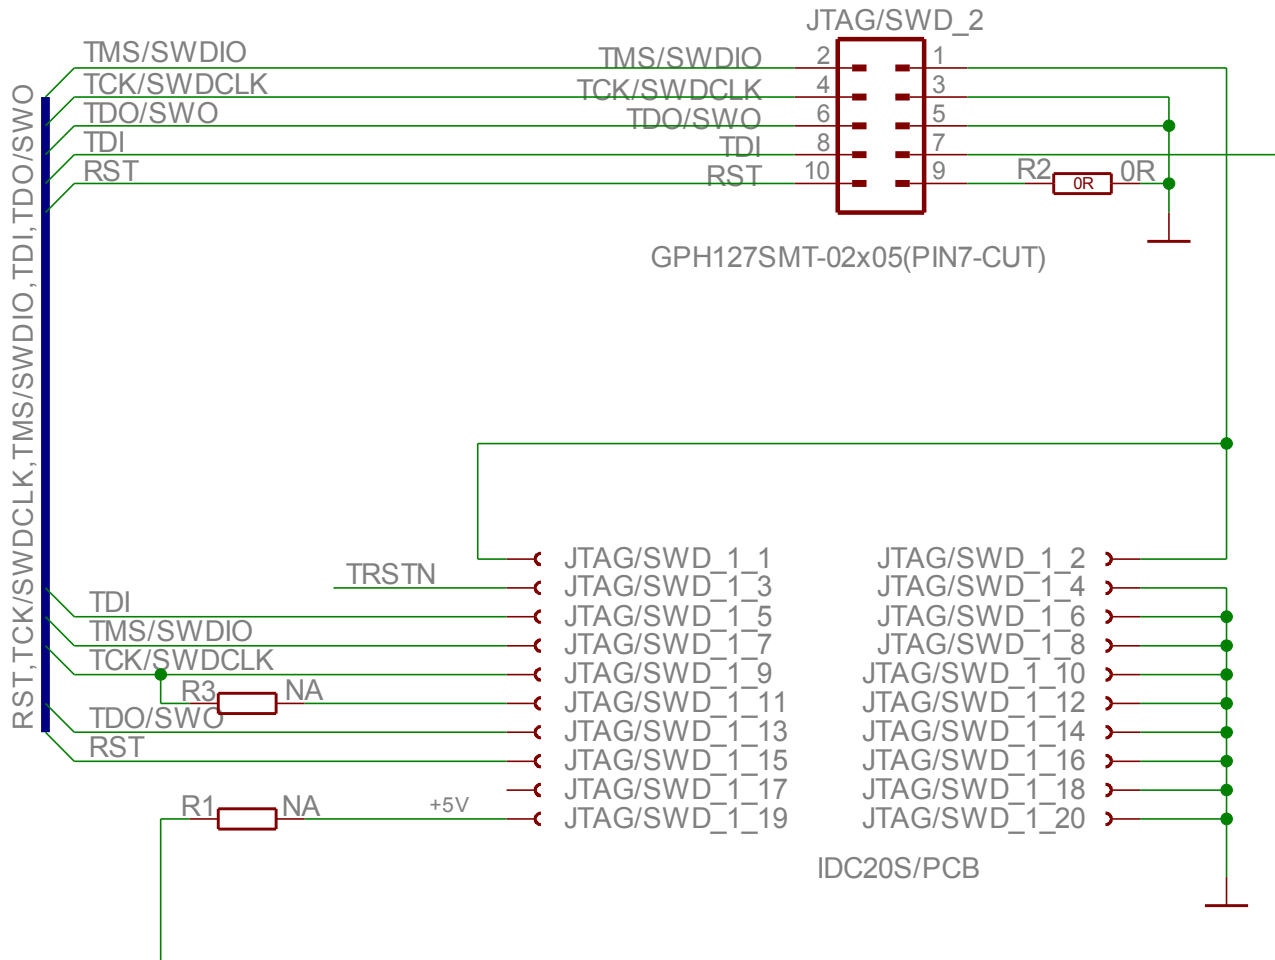 JTAG/SWD_2
TMS/SWDIO
TMS/SWDIO
2
1
TCK/SWDCLK
TCK/SWDCLK
4
3
TDO/SWO
TDO/SWO
6
5
TDI
TDI
8
7
RST
RST
10
9
R2
0R
0R
GPH127SMT-02x05(PIN7-CUT)
RST,TCK/SWDCLK,TMS/SWDIO,TDI,TDO/SWO
JTAG/SWD_1_1
JTAG/SWD_1_2
TRSTN
JTAG/SWD_1_3
JTAG/SWD_1_4
TDI
JTAG/SWD_1_5
JTAG/SWD_1_6
TMS/SWDIO
JTAG/SWD_1_7
JTAG/SWD_1_8
TCK/SWDCLK
JTAG/SWD_1_9
JTAG/SWD_1_10
R3
NA
JTAG/SWD_1_11
JTAG/SWD_1_12
TDO/SWO
JTAG/SWD_1_13
JTAG/SWD_1_14
RST
JTAG/SWD_1_15
JTAG/SWD_1_16
JTAG/SWD_1_17
JTAG/SWD_1_18
R1
NA
+5V
JTAG/SWD_1_19
JTAG/SWD_1_20
IDC20S/PCB